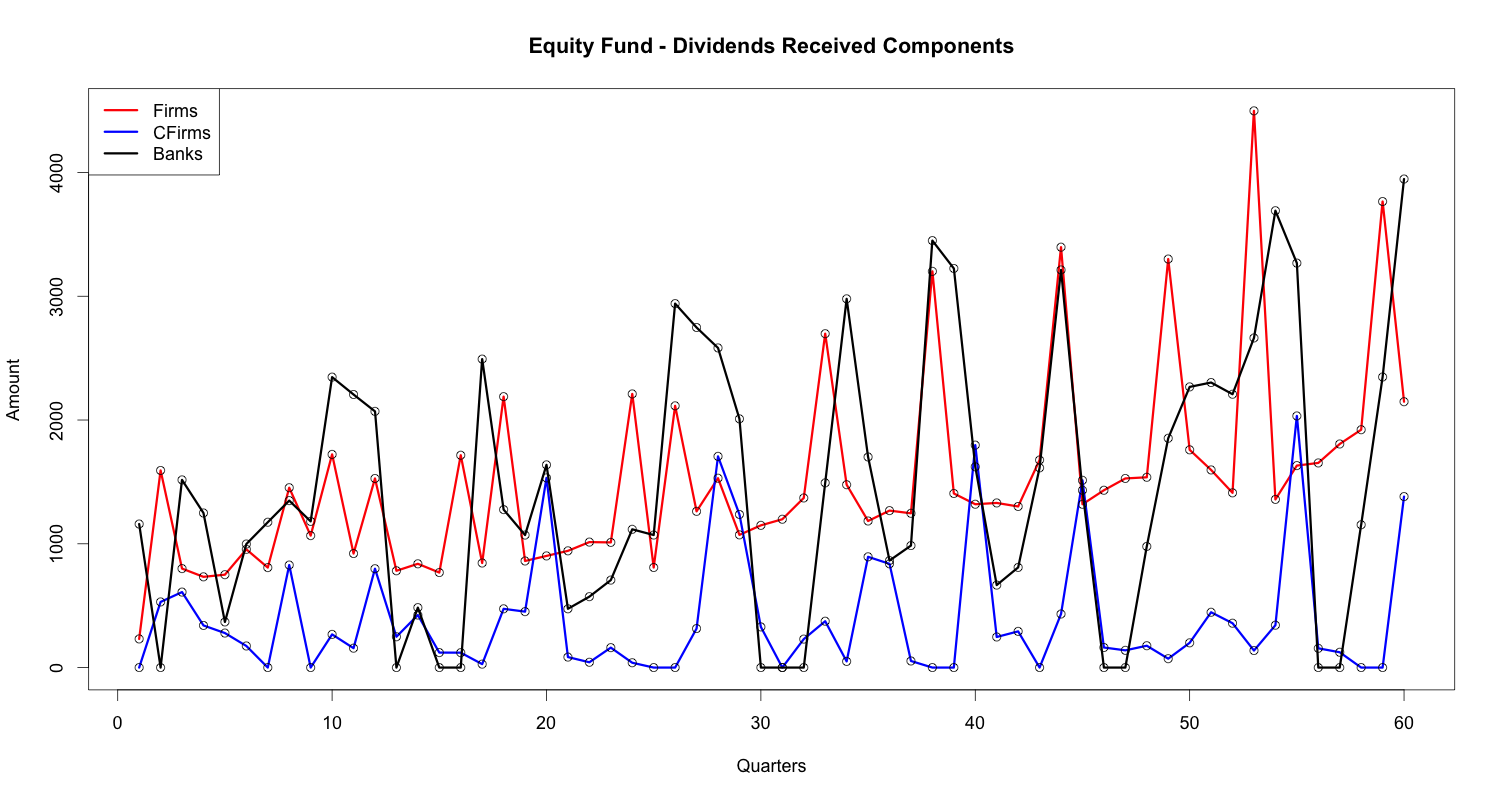 Equity Fund - Dividends Received Components
Firms
CFirms
Banks
Amount
4000
3000
2000
1000
0
0 10 20 30 40 50 60
Quarters